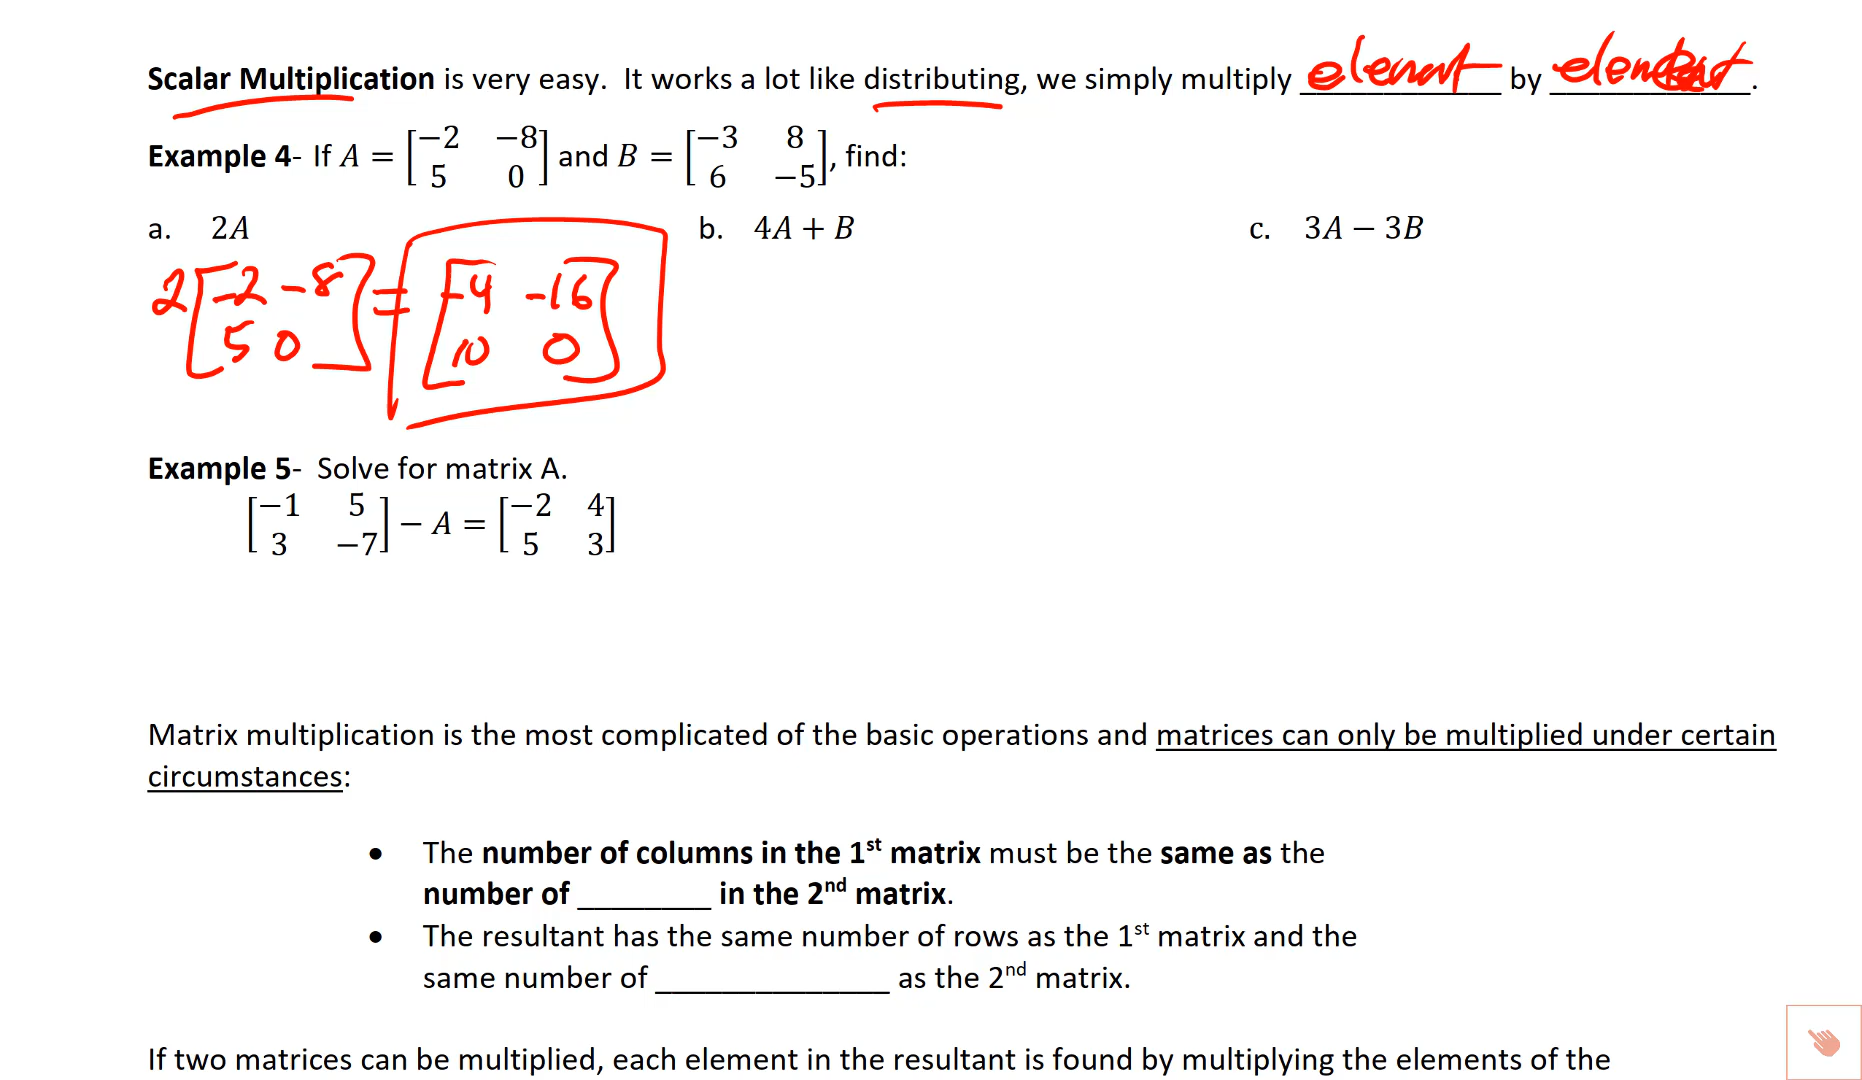 Scalar Multiplication is very easy. It works a lot like distributing, we simply multiply element by element.
Example 4- If A = [−2 −8 5 0] and B = [−3 8 6 −5], find:
a. 2A b. 4A + B c. 3A − 3B
2[-2 -8 5 0] = [-4 -16 10 0]
Example 5- Solve for matrix A.
[−1 5 3 −7] − A = [−2 4 5 3]
Matrix multiplication is the most complicated of the basic operations and matrices can only be multiplied under certain
circumstances:
• The number of columns in the 1st matrix must be the same as the
number of ________ in the 2nd matrix.
• The resultant has the same number of rows as the 1st matrix and the
same number of ______________ as the 2nd matrix.
If two matrices can be multiplied, each element in the resultant is found by multiplying the elements of the